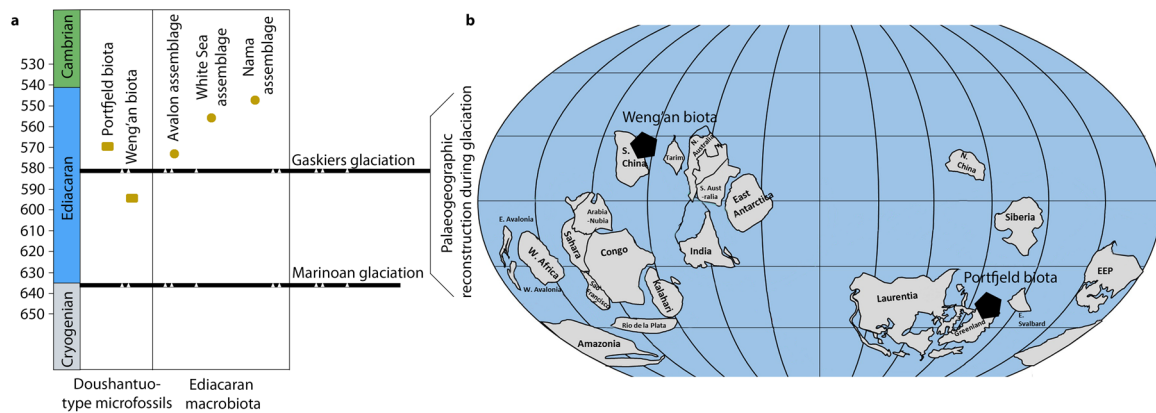 a
Cambrian
Ediacaran
Cryogenian
530
540
550
560
570
580
590
600
610
620
630
640
650
Portfjeld biota
Weng'an biota
Avalon assemblage
White Sea
assemblage
Nama
assemblage
Gaskiers glaciation
Marinoan glaciation
Doushantuo-
type microfossils
Ediacaran
macrobiota
Palaeogeographic
reconstruction during glaciation
b
Weng'an biota
S.
China
Tarim
N.
Australia
S. Aust
-ralia
East
Antarctica
N.
China
Siberia
E. Avalonia
W. Africa
W. Avalonia
Arabia
-Nubia
Sahara
Congo
São
Francisco
Kalahari
India
Rio de la Plata
Amazonia
Laurentia
Portfjeld biota
Greenland
E.
Svalbard
EEP